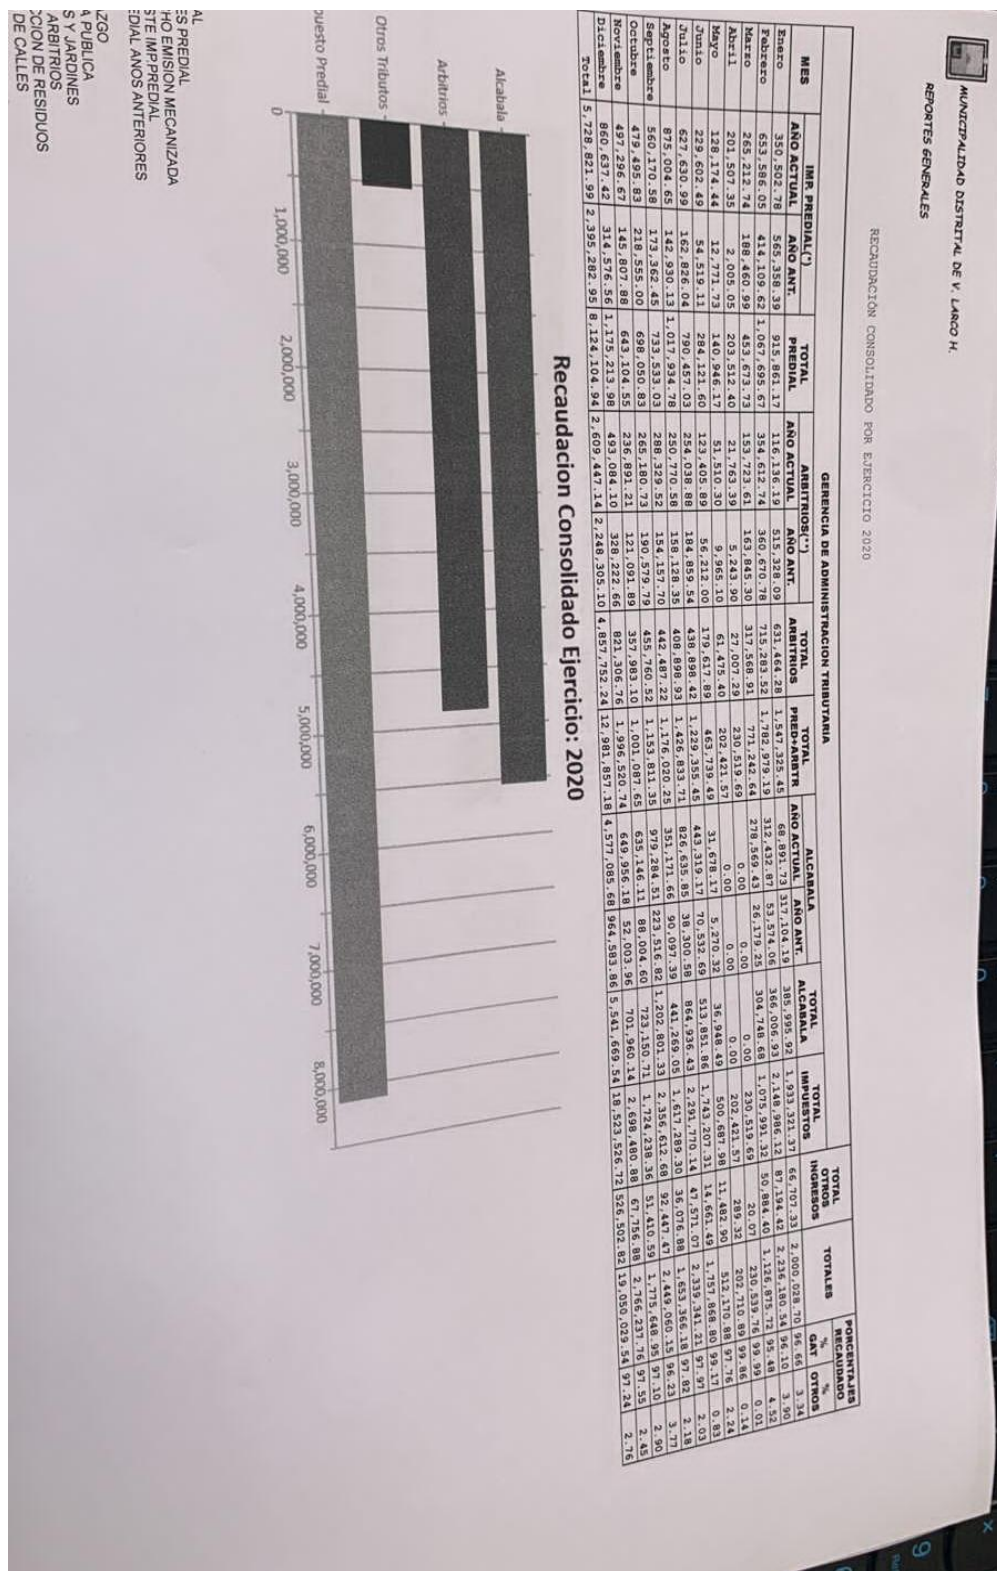 MUNICIPALIDAD DISTRITAL DE V. LARCO H.
REPORTES GENERALES
RECAUDACIÓN CONSOLIDADO POR EJERCICIO 2020
GERENCIA DE ADMINISTRACION TRIBUTARIA
MES IMP. PREDIAL(*) TOTAL PREDIAL ARBITRIOS(**) TOTAL ARBITRIOS TOTAL PRED+ARBTR ALCABALA TOTAL ALCABALA TOTAL IMPUESTOS TOTAL OTROS INGRESOS TOTALES PORCENTAJES RECAUDADO
AÑO ACTUAL AÑO ANT. AÑO ACTUAL AÑO ANT. AÑO ACTUAL AÑO ANT. % GAT % OTROS
Enero 350,502.78 565,358.39 915,861.17 116,136.19 515,328.09 631,464.28 1,547,325.45 68,891.73 317,104.19 385,995.92 1,933,321.37 66,707.33 2,000,028.70 96.66 3.34
Febrero 653,586.05 414,109.62 1,067,695.67 354,612.74 360,670.78 715,283.52 1,782,979.19 312,432.87 53,574.06 366,006.93 2,148,986.12 87,194.42 2,236,180.54 96.10 3.90
Marzo 265,212.74 188,460.99 453,673.73 153,723.61 163,845.30 317,568.91 771,242.64 278,569.43 26,179.25 304,748.68 1,075,991.32 50,884.40 1,126,875.72 95.48 4.52
Abril 201,507.35 2,005.05 203,512.40 21,763.39 5,243.90 27,007.29 230,519.69 0.00 0.00 0.00 230,519.69 20.07 230,539.76 99.99 0.01
Mayo 128,174.44 12,771.73 140,946.17 51,510.30 9,965.10 61,475.40 202,421.57 0.00 0.00 0.00 202,421.57 289.32 202,710.89 99.86 0.14
Junio 229,602.49 54,519.11 284,121.60 123,405.89 56,212.00 179,617.89 463,739.49 31,678.17 5,270.32 36,948.49 500,687.98 11,482.90 512,170.88 97.76 2.24
Julio 627,630.99 162,826.04 790,457.03 254,038.88 184,859.54 438,898.42 1,229,355.45 443,319.17 70,532.69 513,851.86 1,743,207.31 14,661.49 1,757,868.80 99.17 0.83
Agosto 875,004.65 142,930.13 1,017,934.78 250,770.58 158,128.35 408,898.93 1,426,833.71 826,635.85 38,300.58 864,936.43 2,291,770.14 47,571.07 2,339,341.21 97.97 2.03
Septiembre 560,170.58 173,362.45 733,533.03 288,329.52 154,157.70 442,487.22 1,176,020.25 351,171.66 90,097.39 441,269.05 1,617,289.30 36,076.88 1,653,366.18 97.82 2.18
Octubre 479,495.83 218,555.00 698,050.83 265,180.73 190,579.79 455,760.52 1,153,811.35 979,284.51 223,516.82 1,202,801.33 2,356,612.68 92,447.47 2,449,060.15 96.23 3.77
Noviembre 497,296.67 145,807.88 643,104.55 236,891.21 121,091.89 357,983.10 1,001,087.65 635,146.11 88,004.60 723,150.71 1,724,238.36 51,410.59 1,775,648.95 97.10 2.90
Diciembre 860,637.42 314,576.56 1,175,213.98 493,084.10 328,222.66 821,306.76 1,996,520.74 649,956.18 52,003.96 701,960.14 2,698,480.88 67,756.88 2,766,237.76 97.55 2.45
Total 5,728,821.99 2,395,282.95 8,124,104.94 2,609,447.14 2,248,305.10 4,857,752.24 12,981,857.18 4,577,085.68 964,583.86 5,541,669.54 18,523,526.72 526,502.82 19,050,029.54 97.24 2.76
Recaudacion Consolidado Ejercicio: 2020
Alcabala
Arbitrios
Otros Tributos
puesto Predial
0 1,000,000 2,000,000 3,000,000 4,000,000 5,000,000 6,000,000 7,000,000 8,000,000
AL
ES PREDIAL
HO EMISION MECANIZADA
STE IMP.PREDIAL
EDIAL ANOS ANTERIORES
AZGO
A PUBLICA
S Y JARDINES
ARBITRIOS
CCION DE RESIDUOS
DE CALLES
9